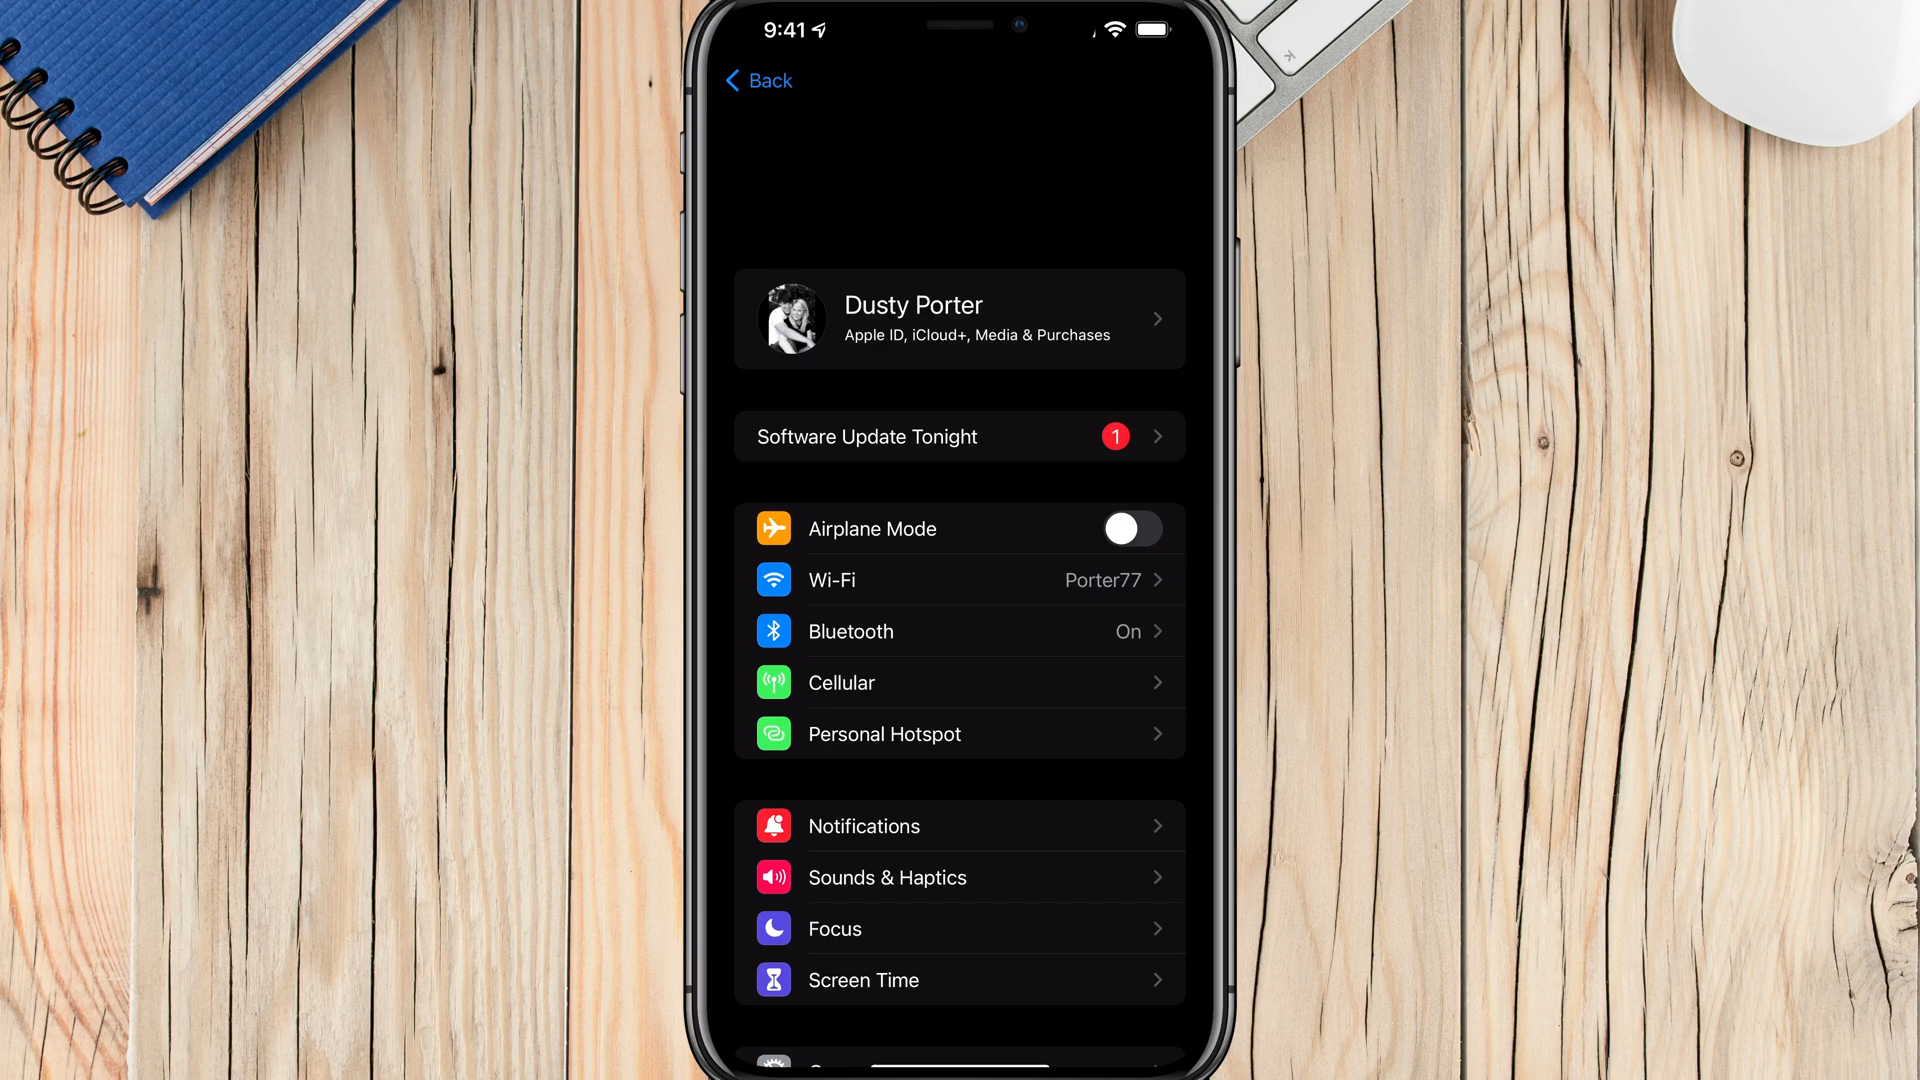 9:41
Back
Dusty Porter
Apple ID, iCloud+, Media & Purchases
Software Update Tonight 1
Airplane Mode
Wi-Fi Porter77
Bluetooth On
Cellular
Personal Hotspot
Notifications
Sounds & Haptics
Focus
Screen Time
K